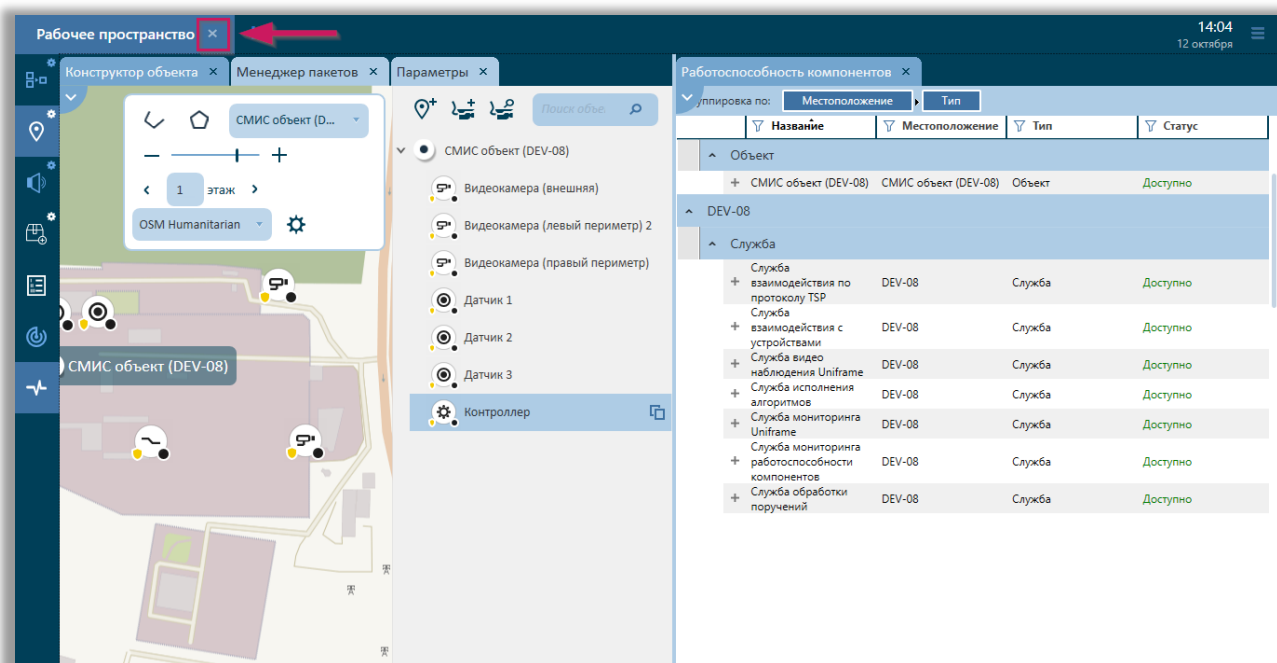 Рабочее пространство
14:04
12 октября
Конструктор объекта
Менеджер пакетов
Параметры
Работоспособность компонентов
СМИС объект (D...
1 этаж
OSM Humanitarian
СМИС объект (DEV-08)
Поиск объе
СМИС объект (DEV-08)
Видеокамера (внешняя)
Видеокамера (левый периметр) 2
Видеокамера (правый периметр)
Датчик 1
Датчик 2
Датчик 3
Контроллер
уппировка по: Местоположение Тип
Название Местоположение Тип Статус
Объект
СМИС объект (DEV-08) СМИС объект (DEV-08) Объект Доступно
DEV-08
Служба
Служба
взаимодействия по DEV-08 Служба Доступно
протоколу TSP
Служба
взаимодействия с DEV-08 Служба Доступно
устройствами
Служба видео
наблюдения Uniframe DEV-08 Служба Доступно
Служба исполнения
алгоритмов DEV-08 Служба Доступно
Служба мониторинга
Uniframe DEV-08 Служба Доступно
Служба мониторинга
работоспособности DEV-08 Служба Доступно
компонентов
Служба обработки
поручений DEV-08 Служба Доступно